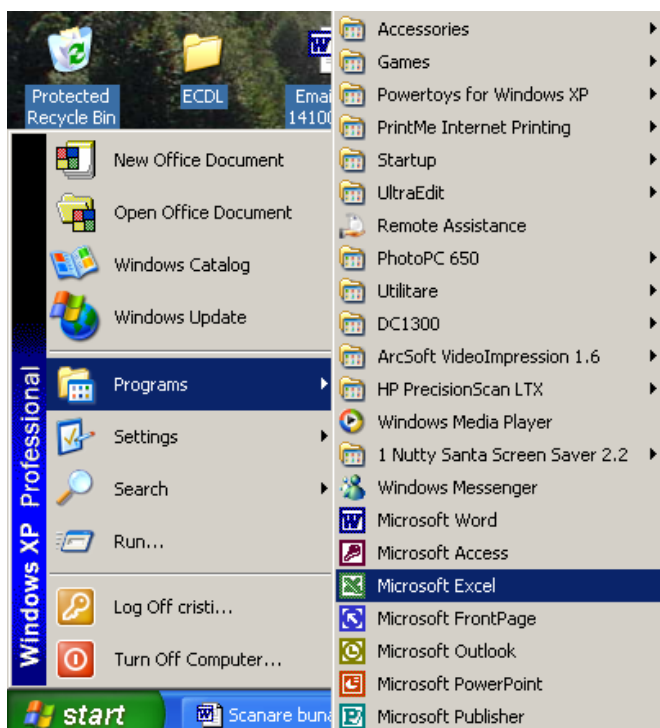 Protected
Recycle Bin
ECDL
Emai
14100
New Office Document
Open Office Document
Windows Catalog
Windows Update
Programs
Settings
Search
Run...
Log Off cristi...
Turn Off Computer...
Windows XP Professional
Accessories
Games
Powertoys for Windows XP
PrintMe Internet Printing
Startup
UltraEdit
Remote Assistance
PhotoPC 650
Utilitare
DC1300
ArcSoft VideoImpression 1.6
HP PrecisionScan LTX
Windows Media Player
1 Nutty Santa Screen Saver 2.2
Windows Messenger
Microsoft Word
Microsoft Access
Microsoft Excel
Microsoft FrontPage
Microsoft Outlook
Microsoft PowerPoint
Microsoft Publisher
start
Scanare buna